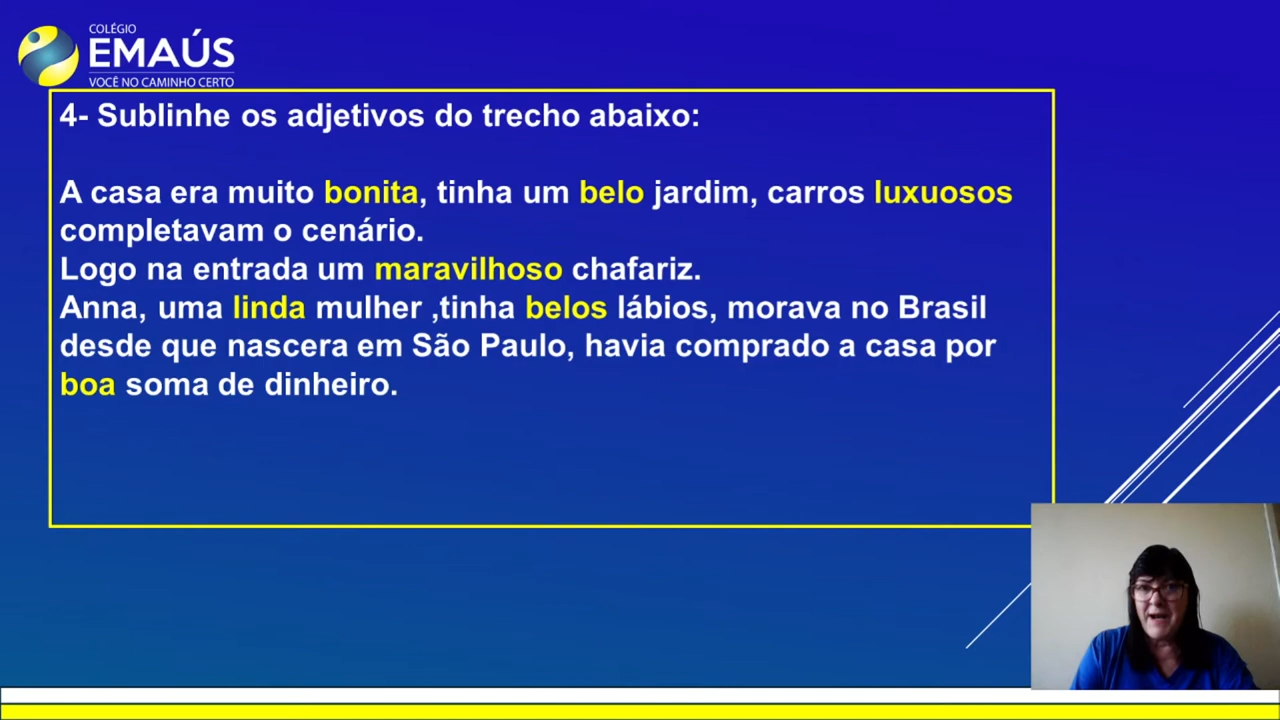 COLÉGIO
EMAÚS
VOCÊ NO CAMINHO CERTO
4- Sublinhe os adjetivos do trecho abaixo:
A casa era muito bonita, tinha um belo jardim, carros luxuosos
completavam o cenário.
Logo na entrada um maravilhoso chafariz.
Anna, uma linda mulher ,tinha belos lábios, morava no Brasil
desde que nascera em São Paulo, havia comprado a casa por
boa soma de dinheiro.